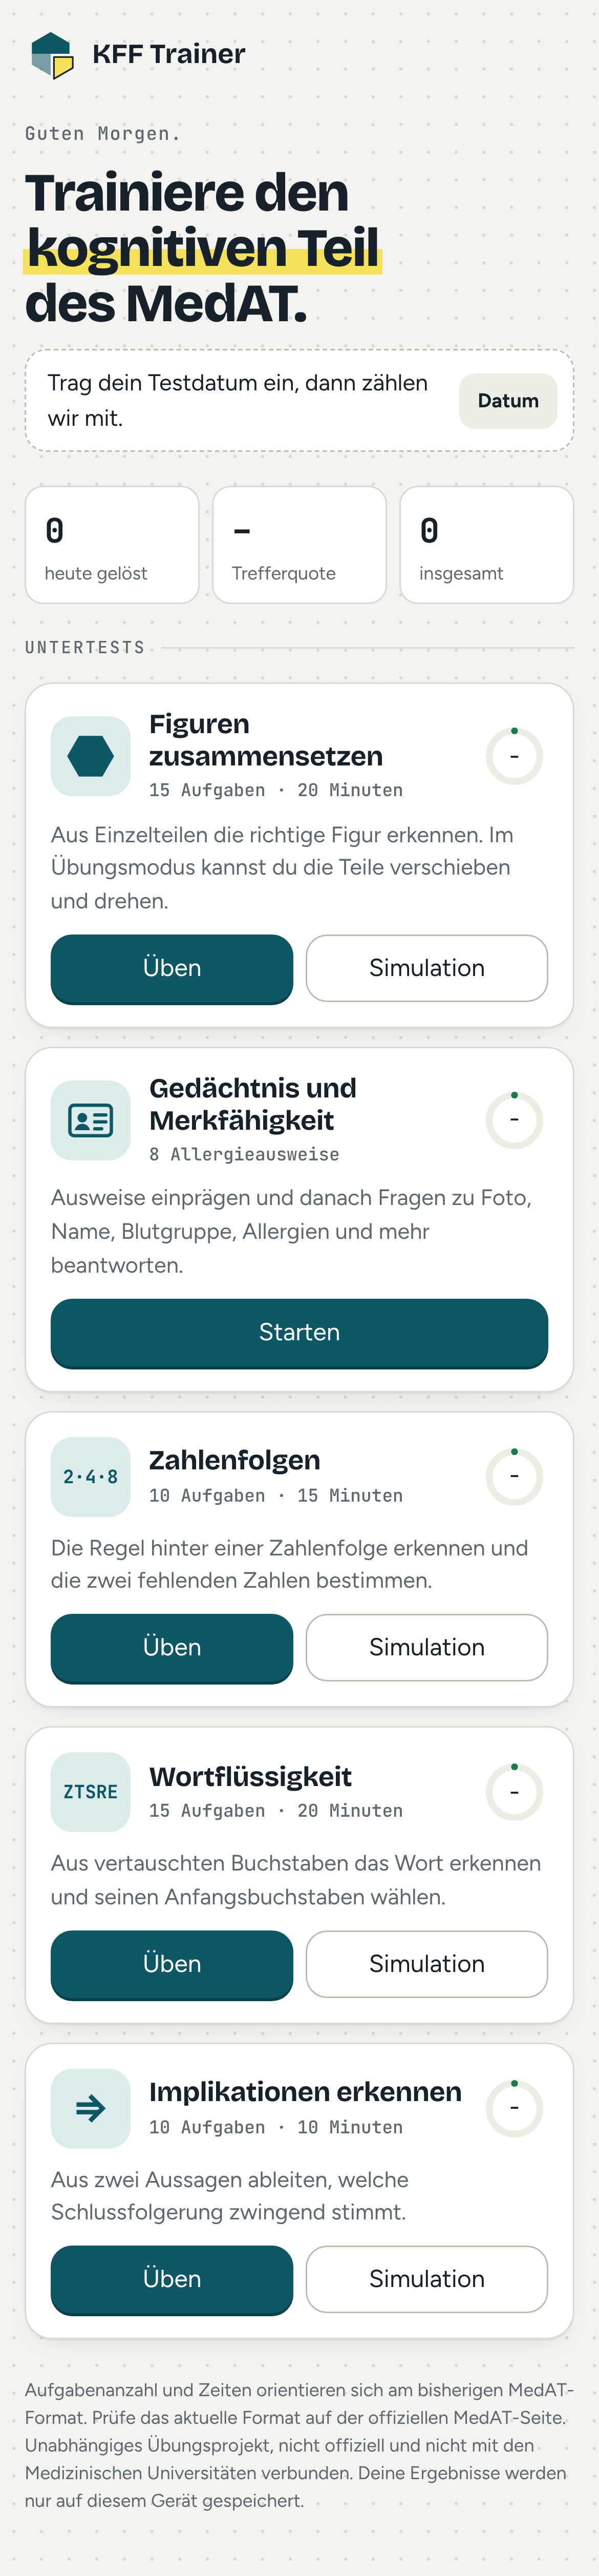 KFF Trainer
Guten Morgen.
Trainiere den
kognitiven Teil
des MedAT.
Trag dein Testdatum ein, dann zählen
wir mit.
Datum
0
heute gelöst
–
Trefferquote
0
insgesamt
UNTERTESTS
Figuren
zusammensetzen
15 Aufgaben · 20 Minuten
–
Aus Einzelteilen die richtige Figur erkennen. Im
Übungsmodus kannst du die Teile verschieben
und drehen.
Üben
Simulation
Gedächtnis und
Merkfähigkeit
8 Allergieausweise
–
Ausweise einprägen und danach Fragen zu Foto,
Name, Blutgruppe, Allergien und mehr
beantworten.
Starten
2·4·8
Zahlenfolgen
10 Aufgaben · 15 Minuten
–
Die Regel hinter einer Zahlenfolge erkennen und
die zwei fehlenden Zahlen bestimmen.
Üben
Simulation
ZTSRE
Wortflüssigkeit
15 Aufgaben · 20 Minuten
–
Aus vertauschten Buchstaben das Wort erkennen
und seinen Anfangsbuchstaben wählen.
Üben
Simulation
Implikationen erkennen
10 Aufgaben · 10 Minuten
–
Aus zwei Aussagen ableiten, welche
Schlussfolgerung zwingend stimmt.
Üben
Simulation
Aufgabenanzahl und Zeiten orientieren sich am bisherigen MedAT-
Format. Prüfe das aktuelle Format auf der offiziellen MedAT-Seite.
Unabhängiges Übungsprojekt, nicht offiziell und nicht mit den
Medizinischen Universitäten verbunden. Deine Ergebnisse werden
nur auf diesem Gerät gespeichert.